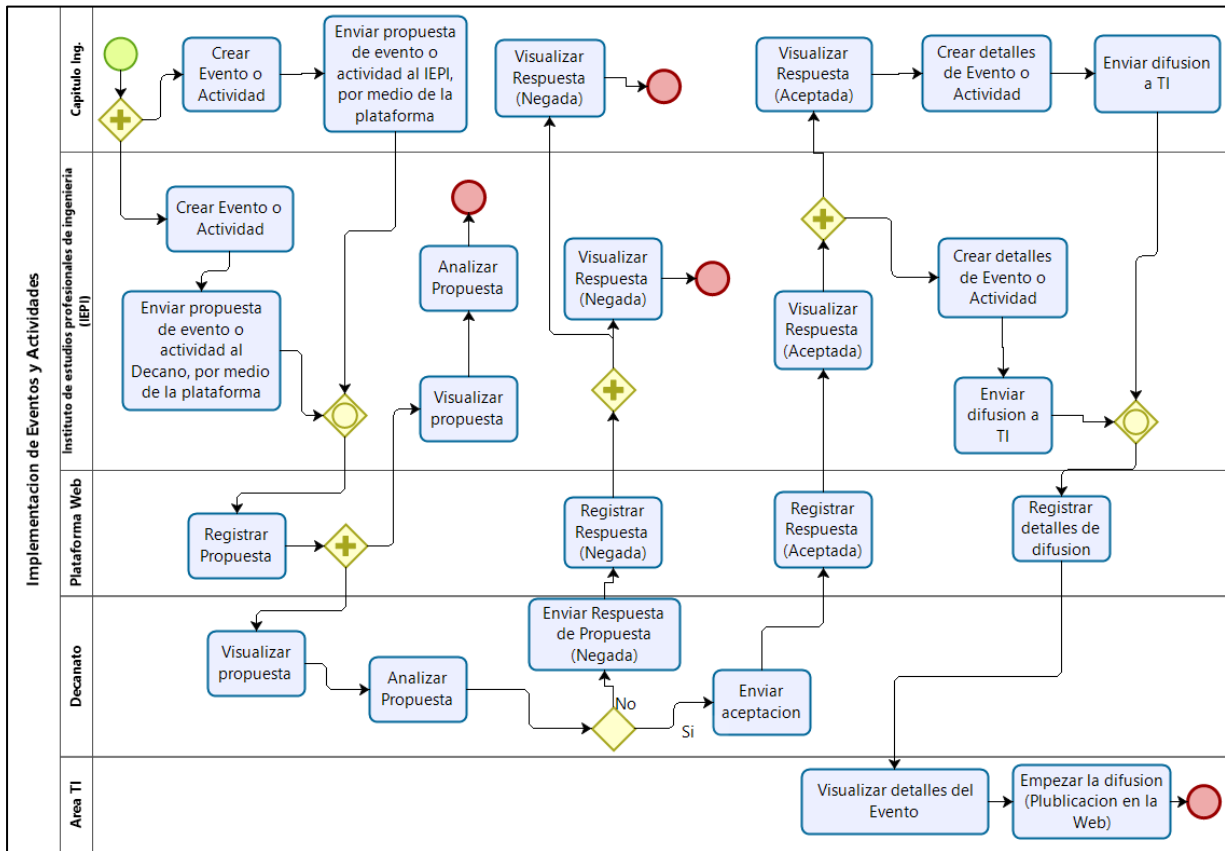 Implementacion de Eventos y Actividades
Capitulo Ing.
Crear
Evento o
Actividad
Enviar propuesta
de evento o
actividad al IEPI,
por medio de la
plataforma
Visualizar
Respuesta
(Negada)
Visualizar
Respuesta
(Aceptada)
Crear detalles
de Evento o
Actividad
Enviar difusion
a TI
Instituto de estudios profesionales de ingenieria
(IEPI)
Crear Evento o
Actividad
Enviar propuesta
de evento o
actividad al
Decano, por medio
de la plataforma
Analizar
Propuesta
Visualizar
propuesta
Visualizar
Respuesta
(Negada)
Visualizar
Respuesta
(Aceptada)
Crear detalles
de Evento o
Actividad
Enviar
difusion a
TI
Plataforma Web
Registrar
Propuesta
Registrar
Respuesta
(Negada)
Registrar
Respuesta
(Aceptada)
Registrar
detalles de
difusion
Decanato
Visualizar
propuesta
Analizar
Propuesta
Enviar Respuesta
de Propuesta
(Negada)
No
Si
Enviar
aceptacion
Area TI
Visualizar detalles del
Evento
Empezar la difusion
(Plublicacion en la
Web)